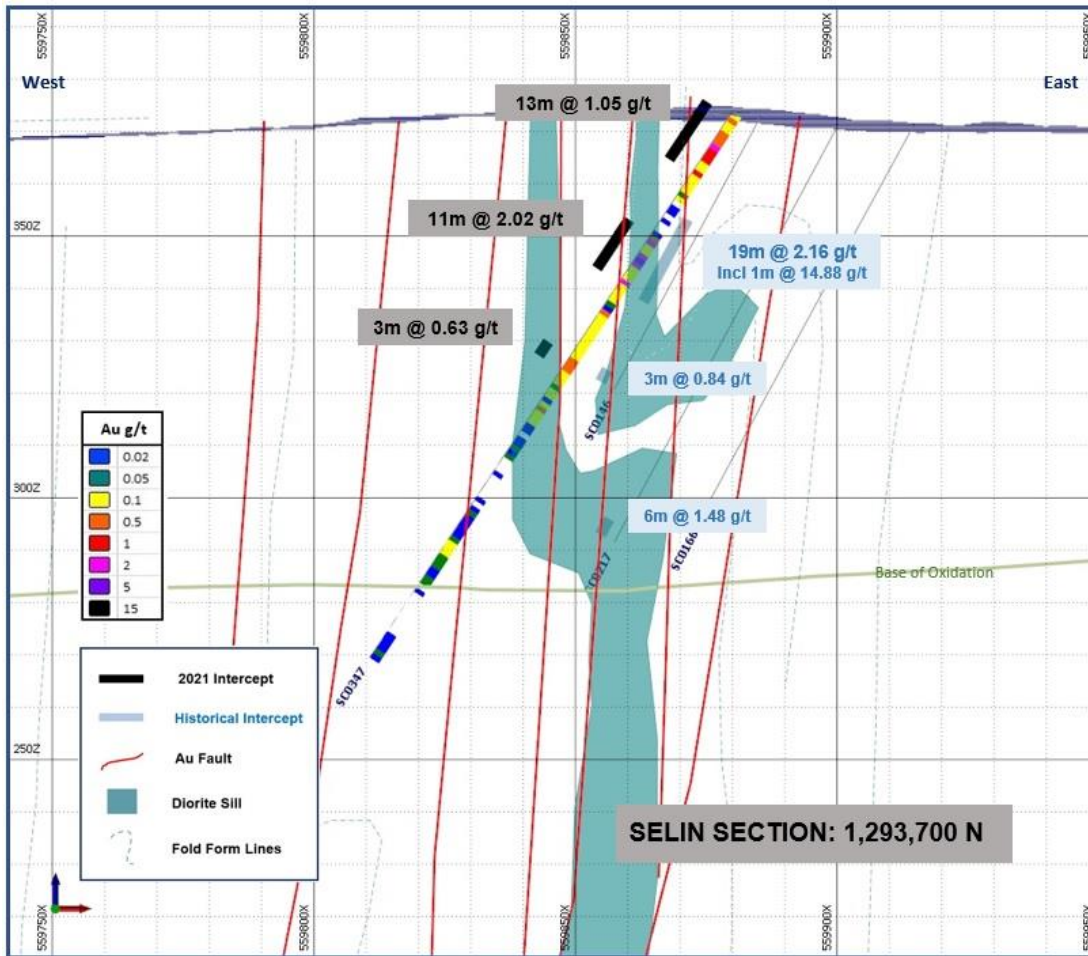 559750X
559800X
559850X
559900X
West
East
13m @ 1.05 g/t
11m @ 2.02 g/t
350Z
19m @ 2.16 g/t
Incl 1m @ 14.88 g/t
3m @ 0.63 g/t
3m @ 0.84 g/t
SC0146
Au g/t
0.02
0.05
0.1
0.5
1
2
5
15
300Z
6m @ 1.48 g/t
SC0166
Base of Oxidation
SC0347
2021 Intercept
Historical Intercept
Au Fault
Diorite Sill
Fold Form Lines
250Z
SELIN SECTION: 1,293,700 N
559750X
559800X
559850X
559900X